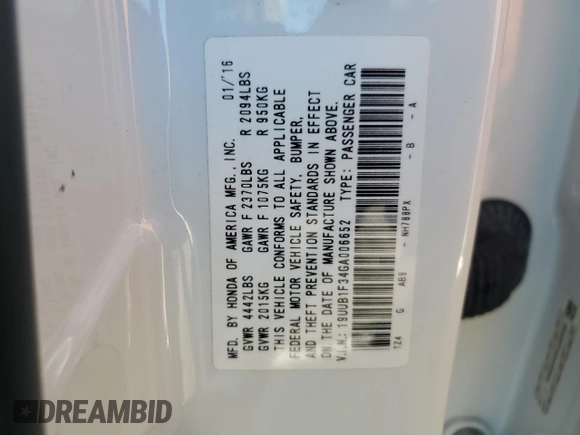 MFD. BY HONDA OF AMERICA MFG., INC. 01/'16
GVWR 4442LBS GAWR F 2370LBS R 2094LBS
GVWR 2015KG GAWR F 1075KG R 950KG
THIS VEHICLE CONFORMS TO ALL APPLICABLE
FEDERAL MOTOR VEHICLE SAFETY, BUMPER,
AND THEFT PREVENTION STANDARDS IN EFFECT
ON THE DATE OF MANUFACTURE SHOWN ABOVE.
V.I.N.: 19UUB1F34GA006652 TYPE: PASSENGER CAR
TZ4 G AB9 - NH788PX - B - A
DREAMBID